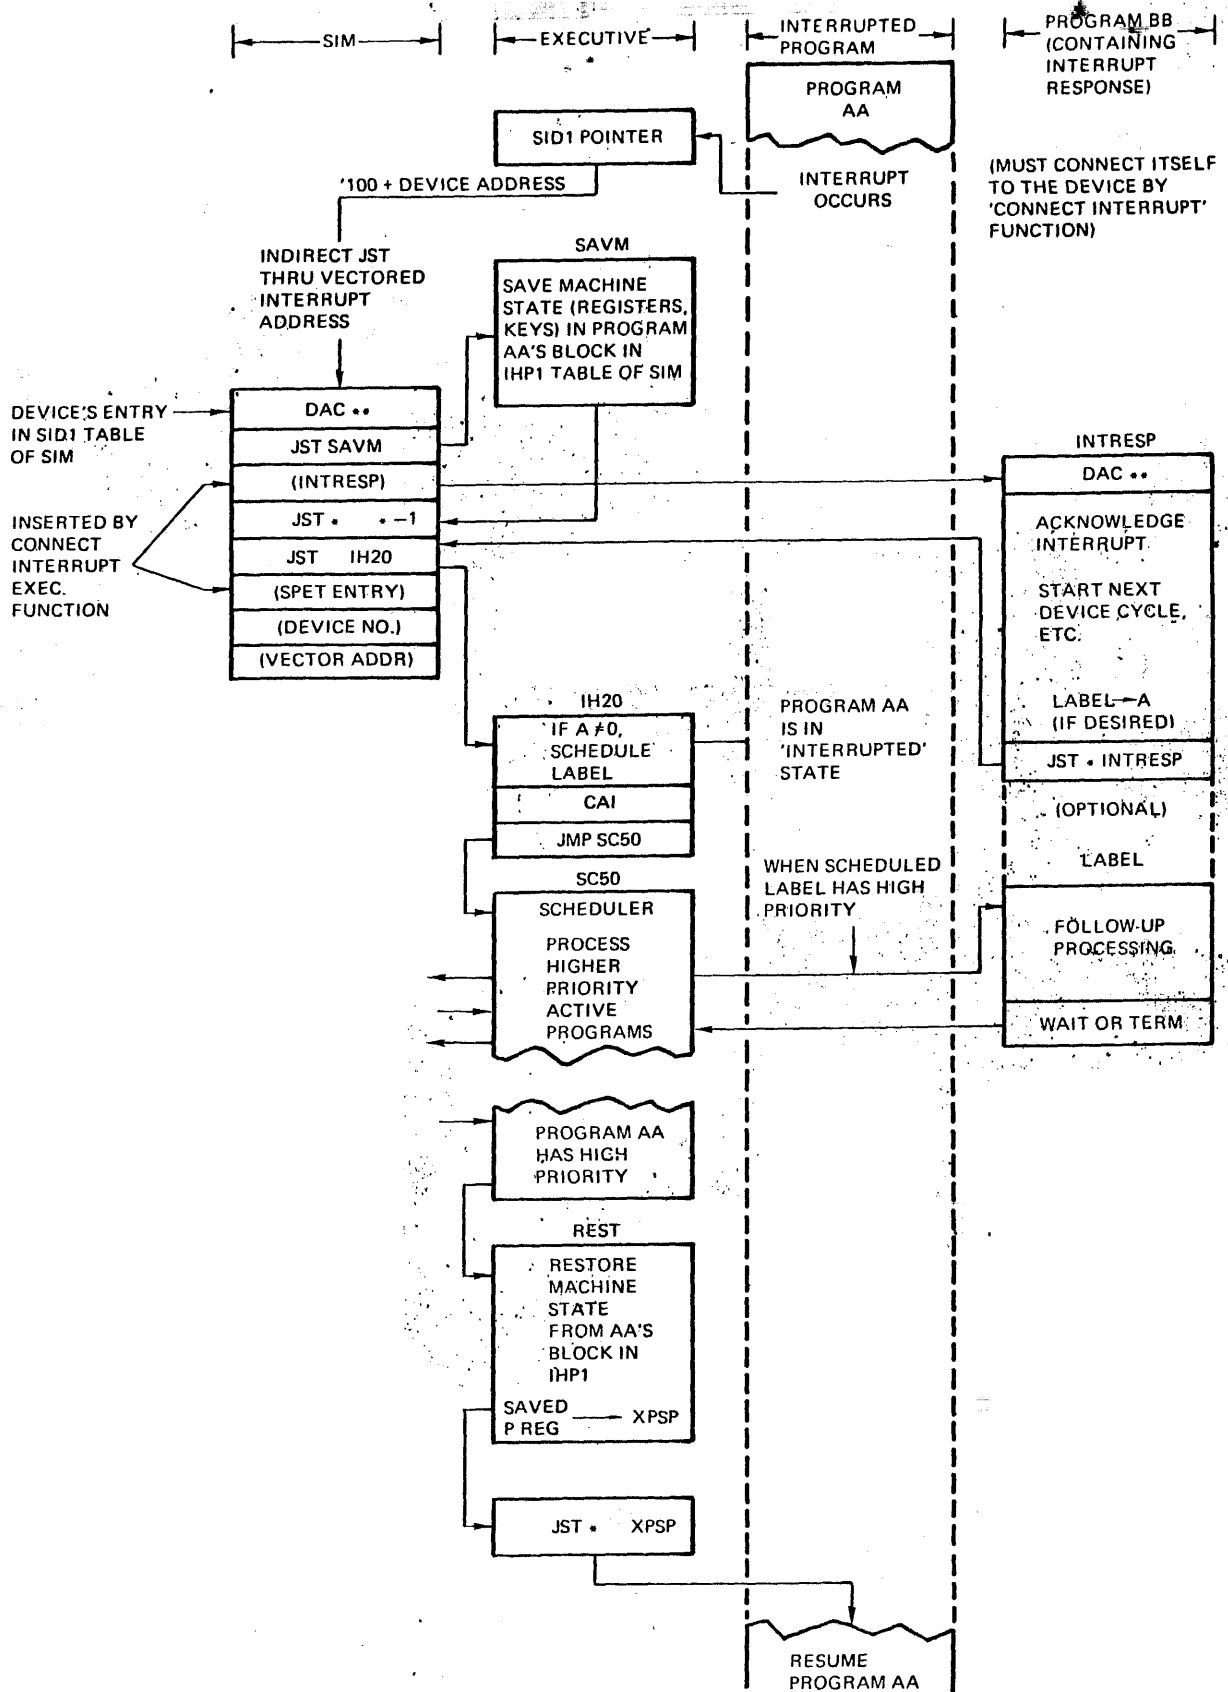 SIM
EXECUTIVE
INTERRUPTED
PROGRAM
PROGRAM BB
(CONTAINING
INTERRUPT
RESPONSE)
PROGRAM
AA
SID1 POINTER
'100 + DEVICE ADDRESS
INTERRUPT
OCCURS
(MUST CONNECT ITSELF
TO THE DEVICE BY
'CONNECT INTERRUPT'
FUNCTION)
INDIRECT JST
THRU VECTORED
INTERRUPT
ADDRESS
SAVM
SAVE MACHINE
STATE (REGISTERS,
KEYS) IN PROGRAM
AA'S BLOCK IN
IHP1 TABLE OF SIM
DEVICE'S ENTRY
IN SID1 TABLE
OF SIM
DAC **
JST SAVM
(INTRESP)
JST * * -1
JST IH20
(SPET ENTRY)
(DEVICE NO.)
(VECTOR ADDR)
INSERTED BY
CONNECT
INTERRUPT
EXEC.
FUNCTION
INTRESP
DAC **
ACKNOWLEDGE
INTERRUPT
START NEXT
DEVICE CYCLE,
ETC.
LABEL→A
(IF DESIRED)
JST * INTRESP
(OPTIONAL)
LABEL
FOLLOW-UP
PROCESSING
WAIT OR TERM
IH20
IF A ≠ 0,
SCHEDULE
LABEL
CAI
JMP SC50
PROGRAM AA
IS IN
'INTERRUPTED'
STATE
SC50
SCHEDULER
PROCESS
HIGHER
PRIORITY
ACTIVE
PROGRAMS
WHEN SCHEDULED
LABEL HAS HIGH
PRIORITY
PROGRAM AA
HAS HIGH
PRIORITY
REST
RESTORE
MACHINE
STATE
FROM AA'S
BLOCK IN
IHP1
SAVED
P REG → XPSP
JST * XPSP
RESUME
PROGRAM AA